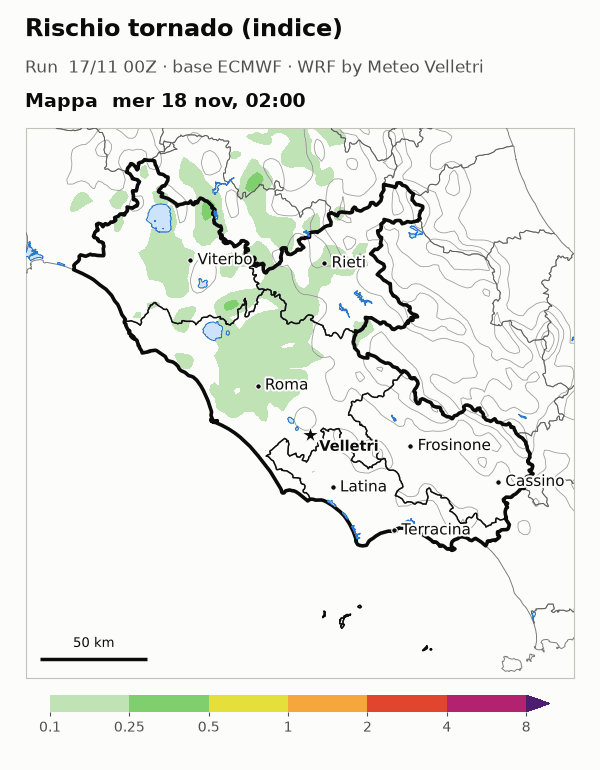 Rischio tornado (indice)
Run  17/11 00Z · base ECMWF · WRF by Meteo Velletri
Mappa  mer 18 nov, 02:00
Viterbo
Rieti
Roma
Velletri
Frosinone
Cassino
Latina
Terracina
50 km
0.1 0.25 0.5 1 2 4 8